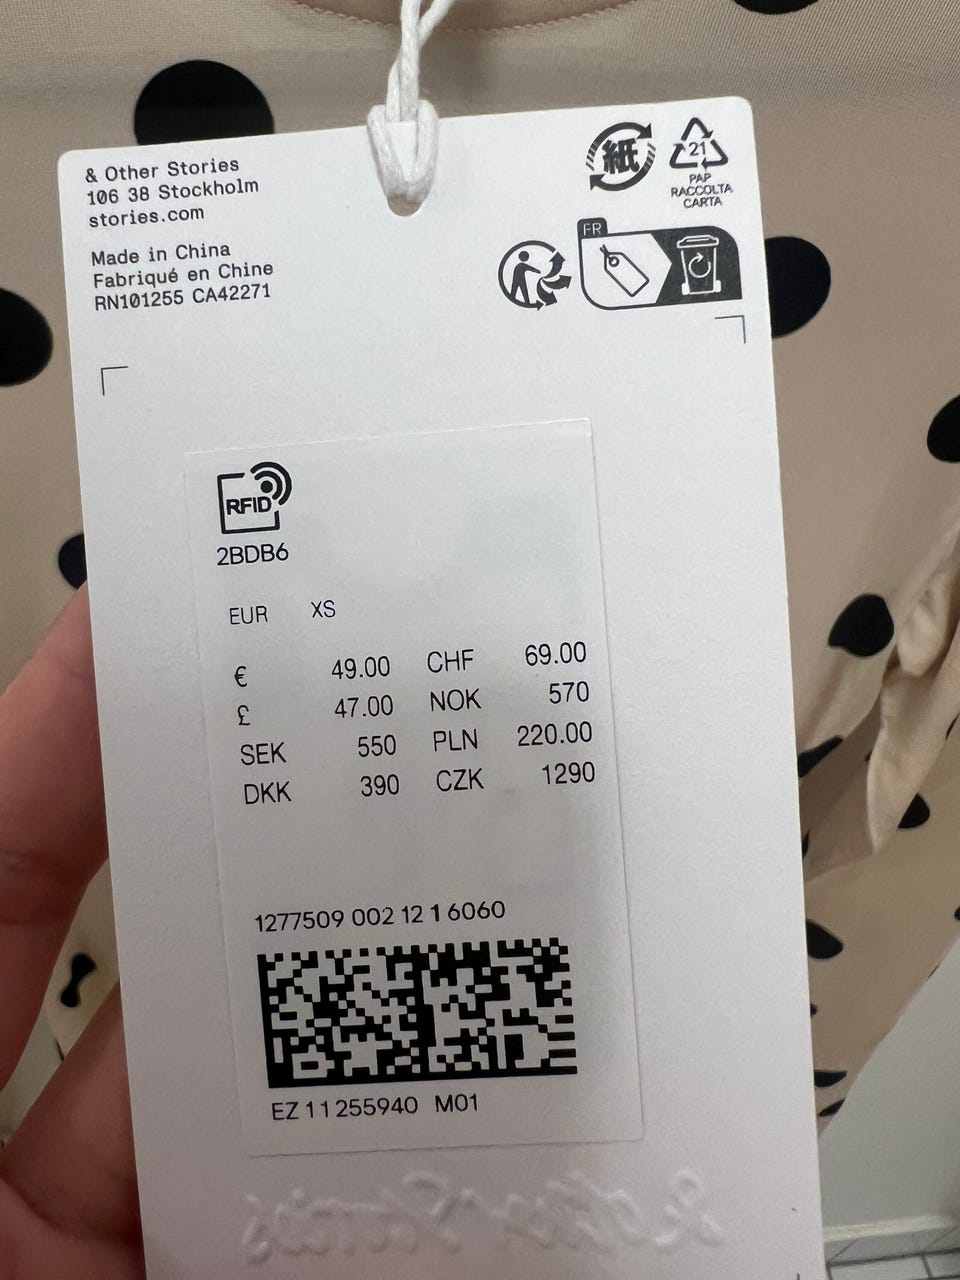 & Other Stories
106 38 Stockholm
stories.com
Made in China
Fabriqué en Chine
RN101255 CA42271
紙
21
PAP
RACCOLTA
CARTA
FR
RFID
2BDB6
EUR XS
€ 49.00 CHF 69.00
£ 47.00 NOK 570
SEK 550 PLN 220.00
DKK 390 CZK 1290
1277509 002 12 1 6060
EZ 11255940 M01
& Other Stories